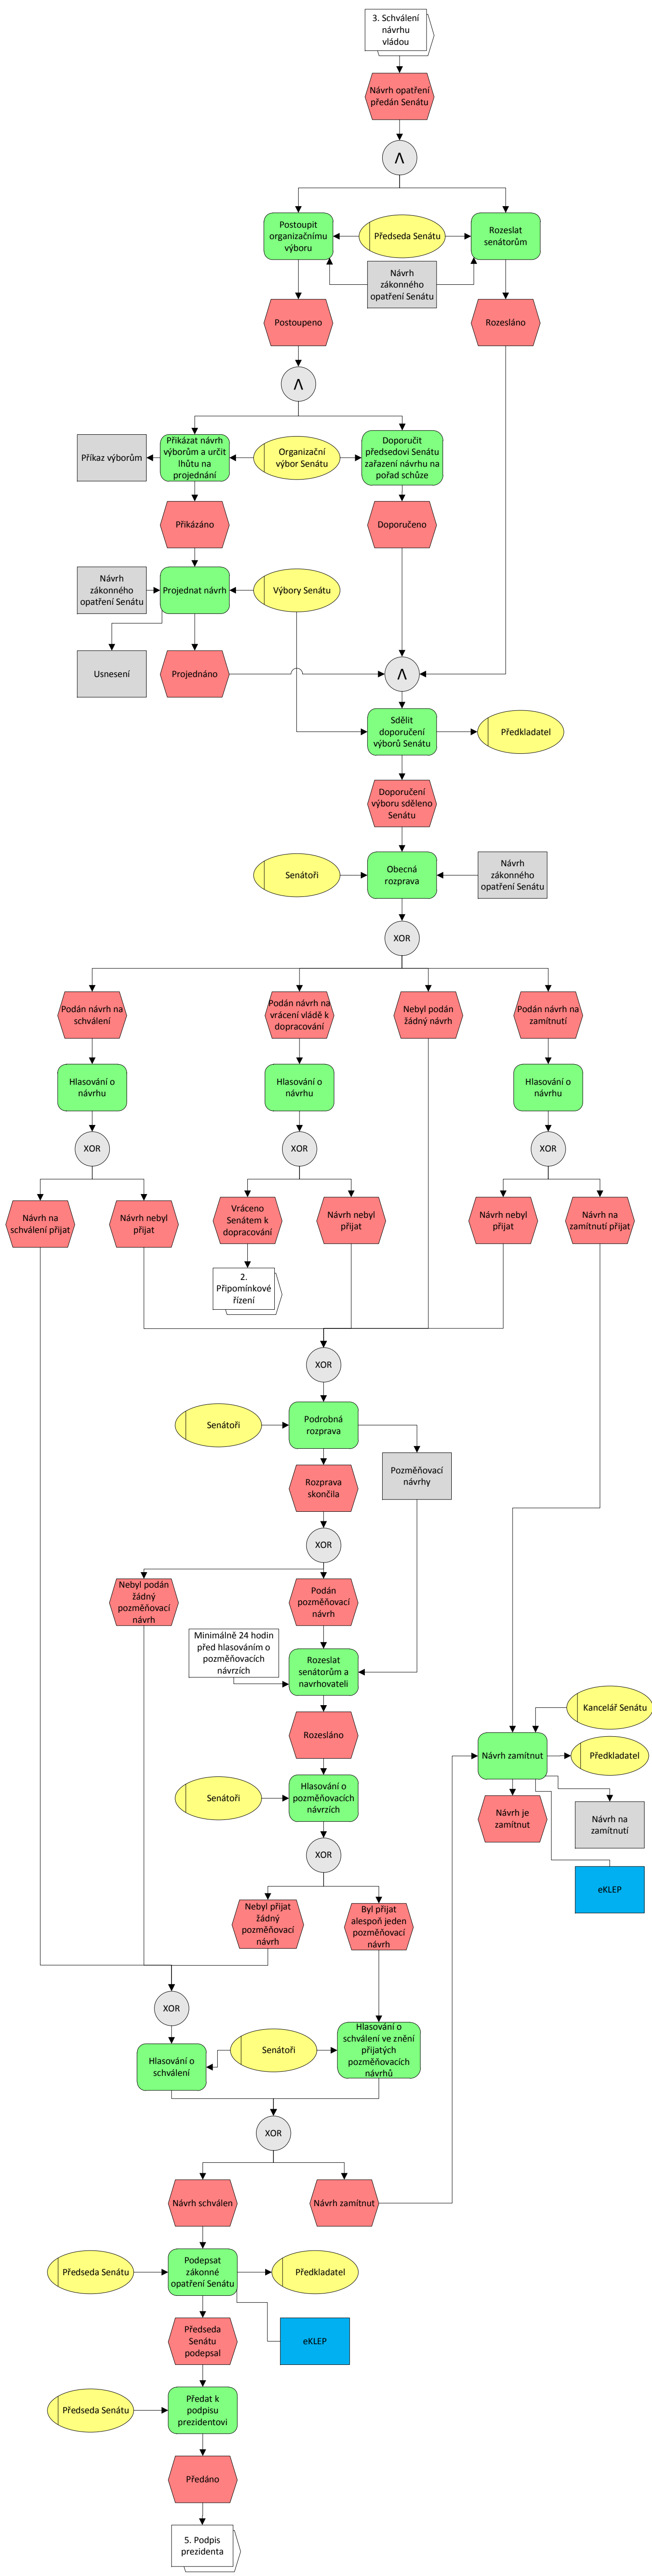 3. Schválení
návrhu
vládou
Návrh opatření
předán Senátu
Λ
Postoupit
organizačnímu
výboru
Předseda Senátu
Rozeslat
senátorům
Návrh
zákonného
opatření Senátu
Postoupeno
Rozesláno
Λ
Příkaz výborům
Přikázat návrh
výborům a určit
lhůtu na
projednání
Organizační
výbor Senátu
Doporučit
předsedovi Senátu
zařazení návrhu na
pořad schůze
Přikázáno
Doporučeno
Návrh
zákonného
opatření Senátu
Projednat návrh
Výbory Senátu
Usnesení
Projednáno
Λ
Sdělit
doporučení
výborů Senátu
Předkladatel
Doporučení
výboru sděleno
Senátu
Senátoři
Obecná
rozprava
Návrh
zákonného
opatření Senátu
XOR
Podán návrh na
schválení
Podán návrh na
vrácení vládě k
dopracování
Nebyl podán
žádný návrh
Podán návrh na
zamítnutí
Hlasování o
návrhu
Hlasování o
návrhu
Hlasování o
návrhu
XOR
XOR
XOR
Návrh na
schválení přijat
Návrh nebyl
přijat
Vráceno
Senátem k
dopracování
Návrh nebyl
přijat
Návrh nebyl
přijat
Návrh na
zamítnutí přijat
2.
Připomínkové
řízení
XOR
Senátoři
Podrobná
rozprava
Rozprava
skončila
Pozměňovací
návrhy
XOR
Nebyl podán
žádný
pozměňovací
návrh
Podán
pozměňovací
návrh
Minimálně 24 hodin
před hlasováním o
pozměňovacích
návrzích
Rozeslat
senátorům a
navrhovateli
Rozesláno
Kancelář Senátu
Návrh zamítnut
Předkladatel
Senátoři
Hlasování o
pozměňovacích
návrzích
Návrh je
zamítnut
Návrh na
zamítnutí
XOR
eKLEP
Nebyl přijat
žádný
pozměňovací
návrh
Byl přijat
alespoň jeden
pozměňovací
návrh
XOR
Hlasování o
schválení
Senátoři
Hlasování o
schválení ve znění
přijatých
pozměňovacích
návrhů
XOR
Návrh schválen
Návrh zamítnut
Předseda Senátu
Podepsat
zákonné
opatření Senátu
Předkladatel
Předseda
Senátu
podepsal
eKLEP
Předseda Senátu
Předat k
podpisu
prezidentovi
Předáno
5. Podpis
prezidenta